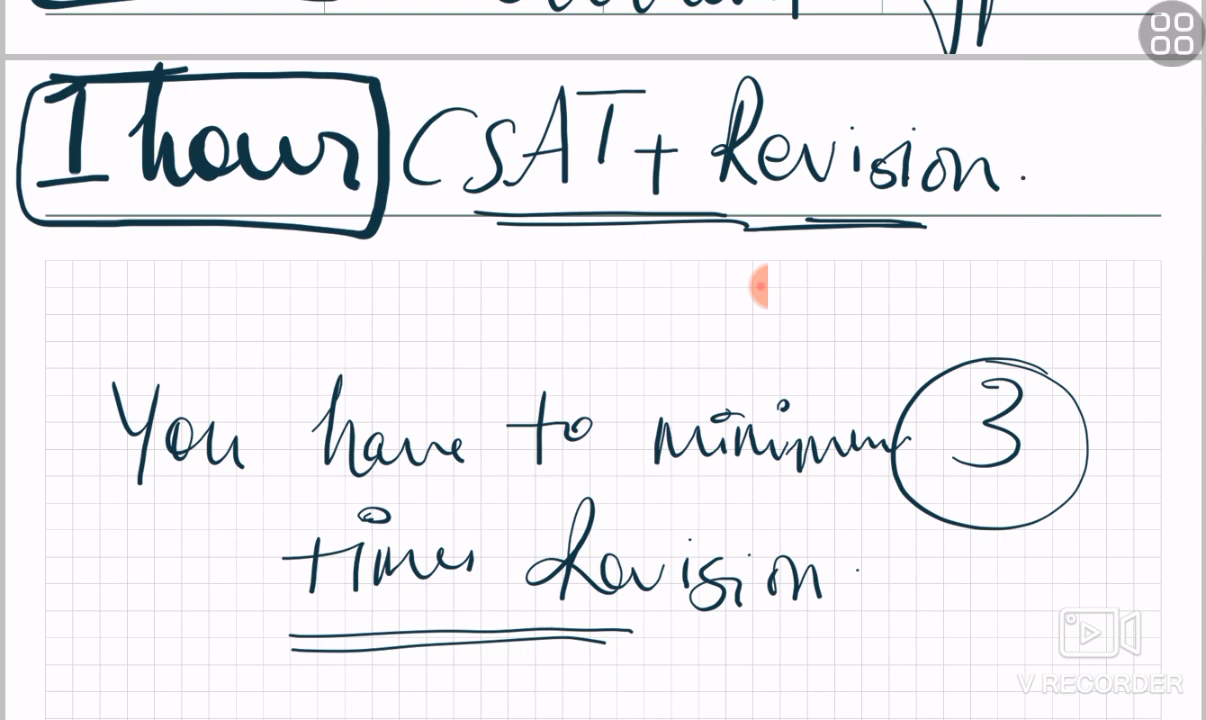 1 hour CSAT + Revision.
You have to minimum 3
times Revision.
V RECORDER